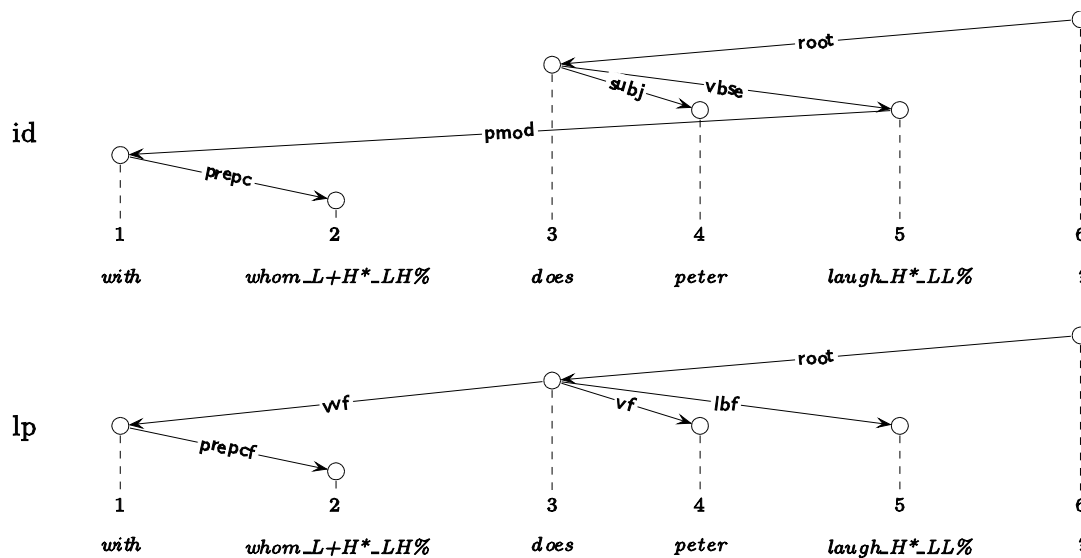 root
subj vbse
id pmod
prepc
1 2 3 4 5
with whom_L+H*_LH% does peter laugh_H*_LL%
root
vvf vf lbf
lp
prepcf
1 2 3 4 5
with whom_L+H*_LH% does peter laugh_H*_LL%